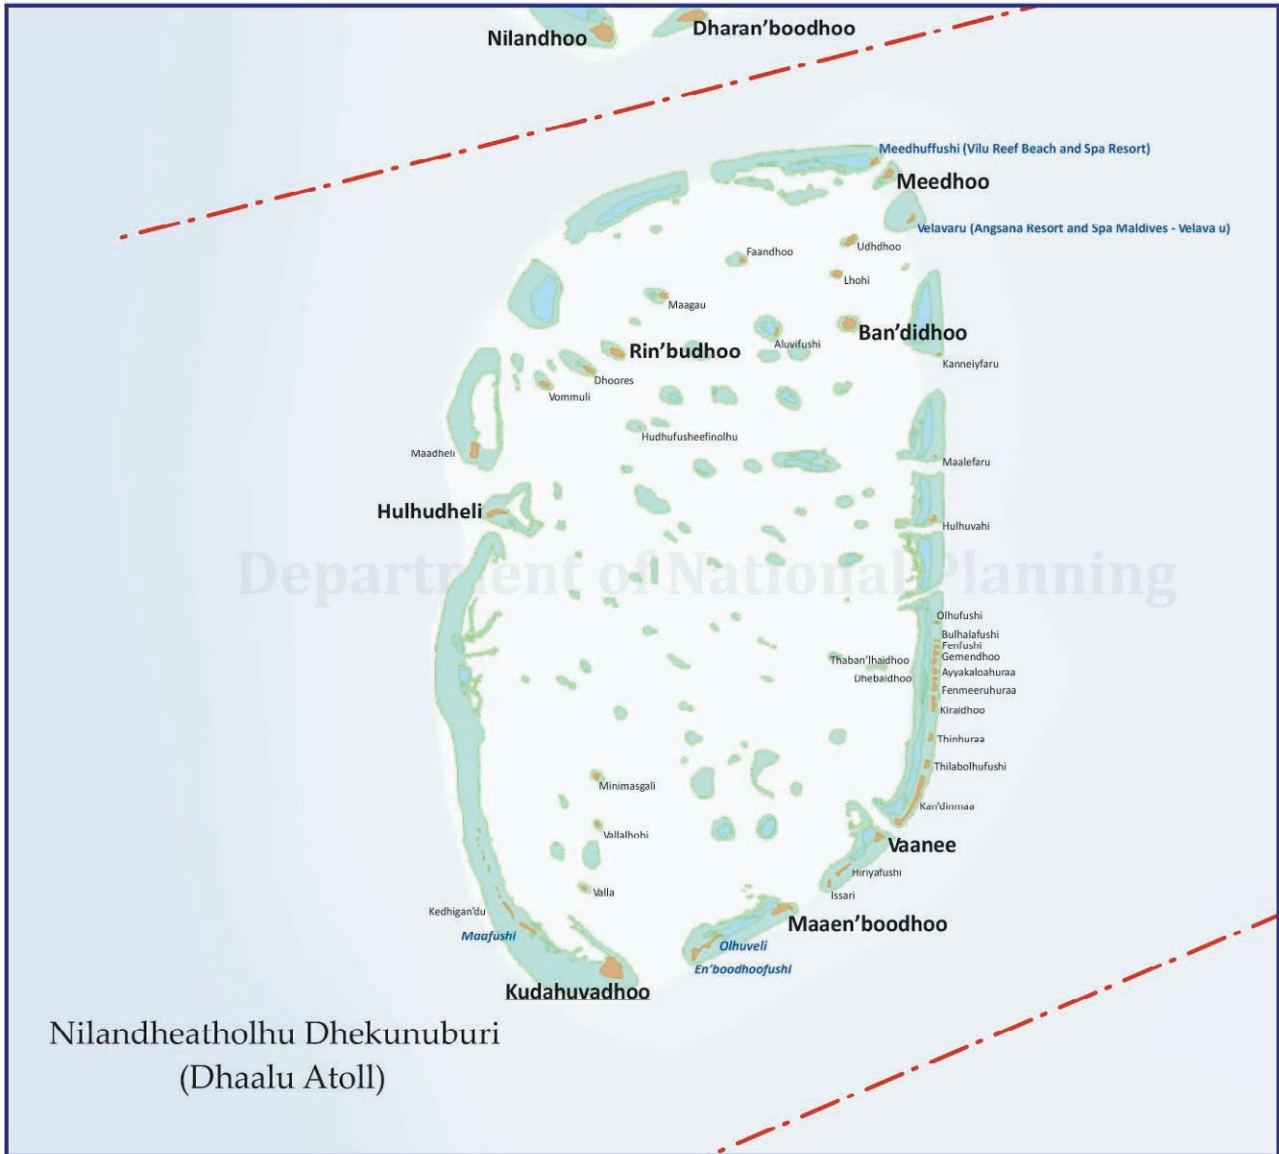 Nilandhoo
Dharan'boodhoo
Meedhuffushi (Vilu Reef Beach and Spa Resort)
Meedhoo
Velavaru (Angsana Resort and Spa Maldives - Velava u)
Udhdhoo
Faandhoo
Lhohi
Maagau
Ban'didhoo
Aluvifushi
Rin'budhoo
Kanneiyfaru
Dhoores
Vommuli
Hudhufusheefinolhu
Maadheli
Maalefaru
Hulhudheli
Hulhuvahi
Department of National Planning
Olhufushi
Bulhalafushi
Fenfushi
Gemendhoo
Thaban'lhaidhoo
Ayyakaloahuraa
Dhebaidhoo
Fenmeeruhuraa
Kiraidhoo
Thinhuraa
Thilabolhufushi
Minimasgali
Kan'dinmaa
Vallalhohi
Vaanee
Hiriyafushi
Valla
Issari
Kedhigan'du
Maaen'boodhoo
Maafushi
Olhuveli
En'boodhoofushi
Kudahuvadhoo
Nilandheatholhu Dhekunuburi
(Dhaalu Atoll)